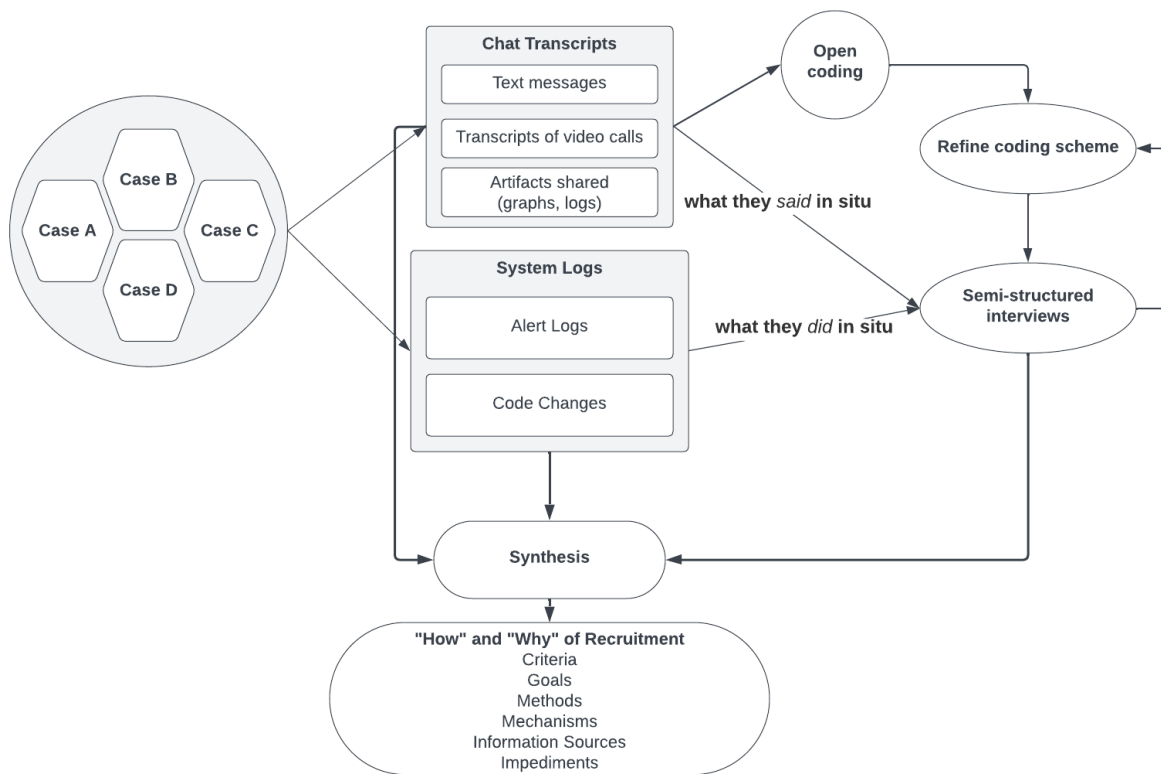 Case A
Case B
Case C
Case D
Chat Transcripts
Text messages
Transcripts of video calls
Artifacts shared
(graphs, logs)
System Logs
Alert Logs
Code Changes
Open
coding
Refine coding scheme
what they said in situ
Semi-structured
interviews
what they did in situ
Synthesis
"How" and "Why" of Recruitment
Criteria
Goals
Methods
Mechanisms
Information Sources
Impediments